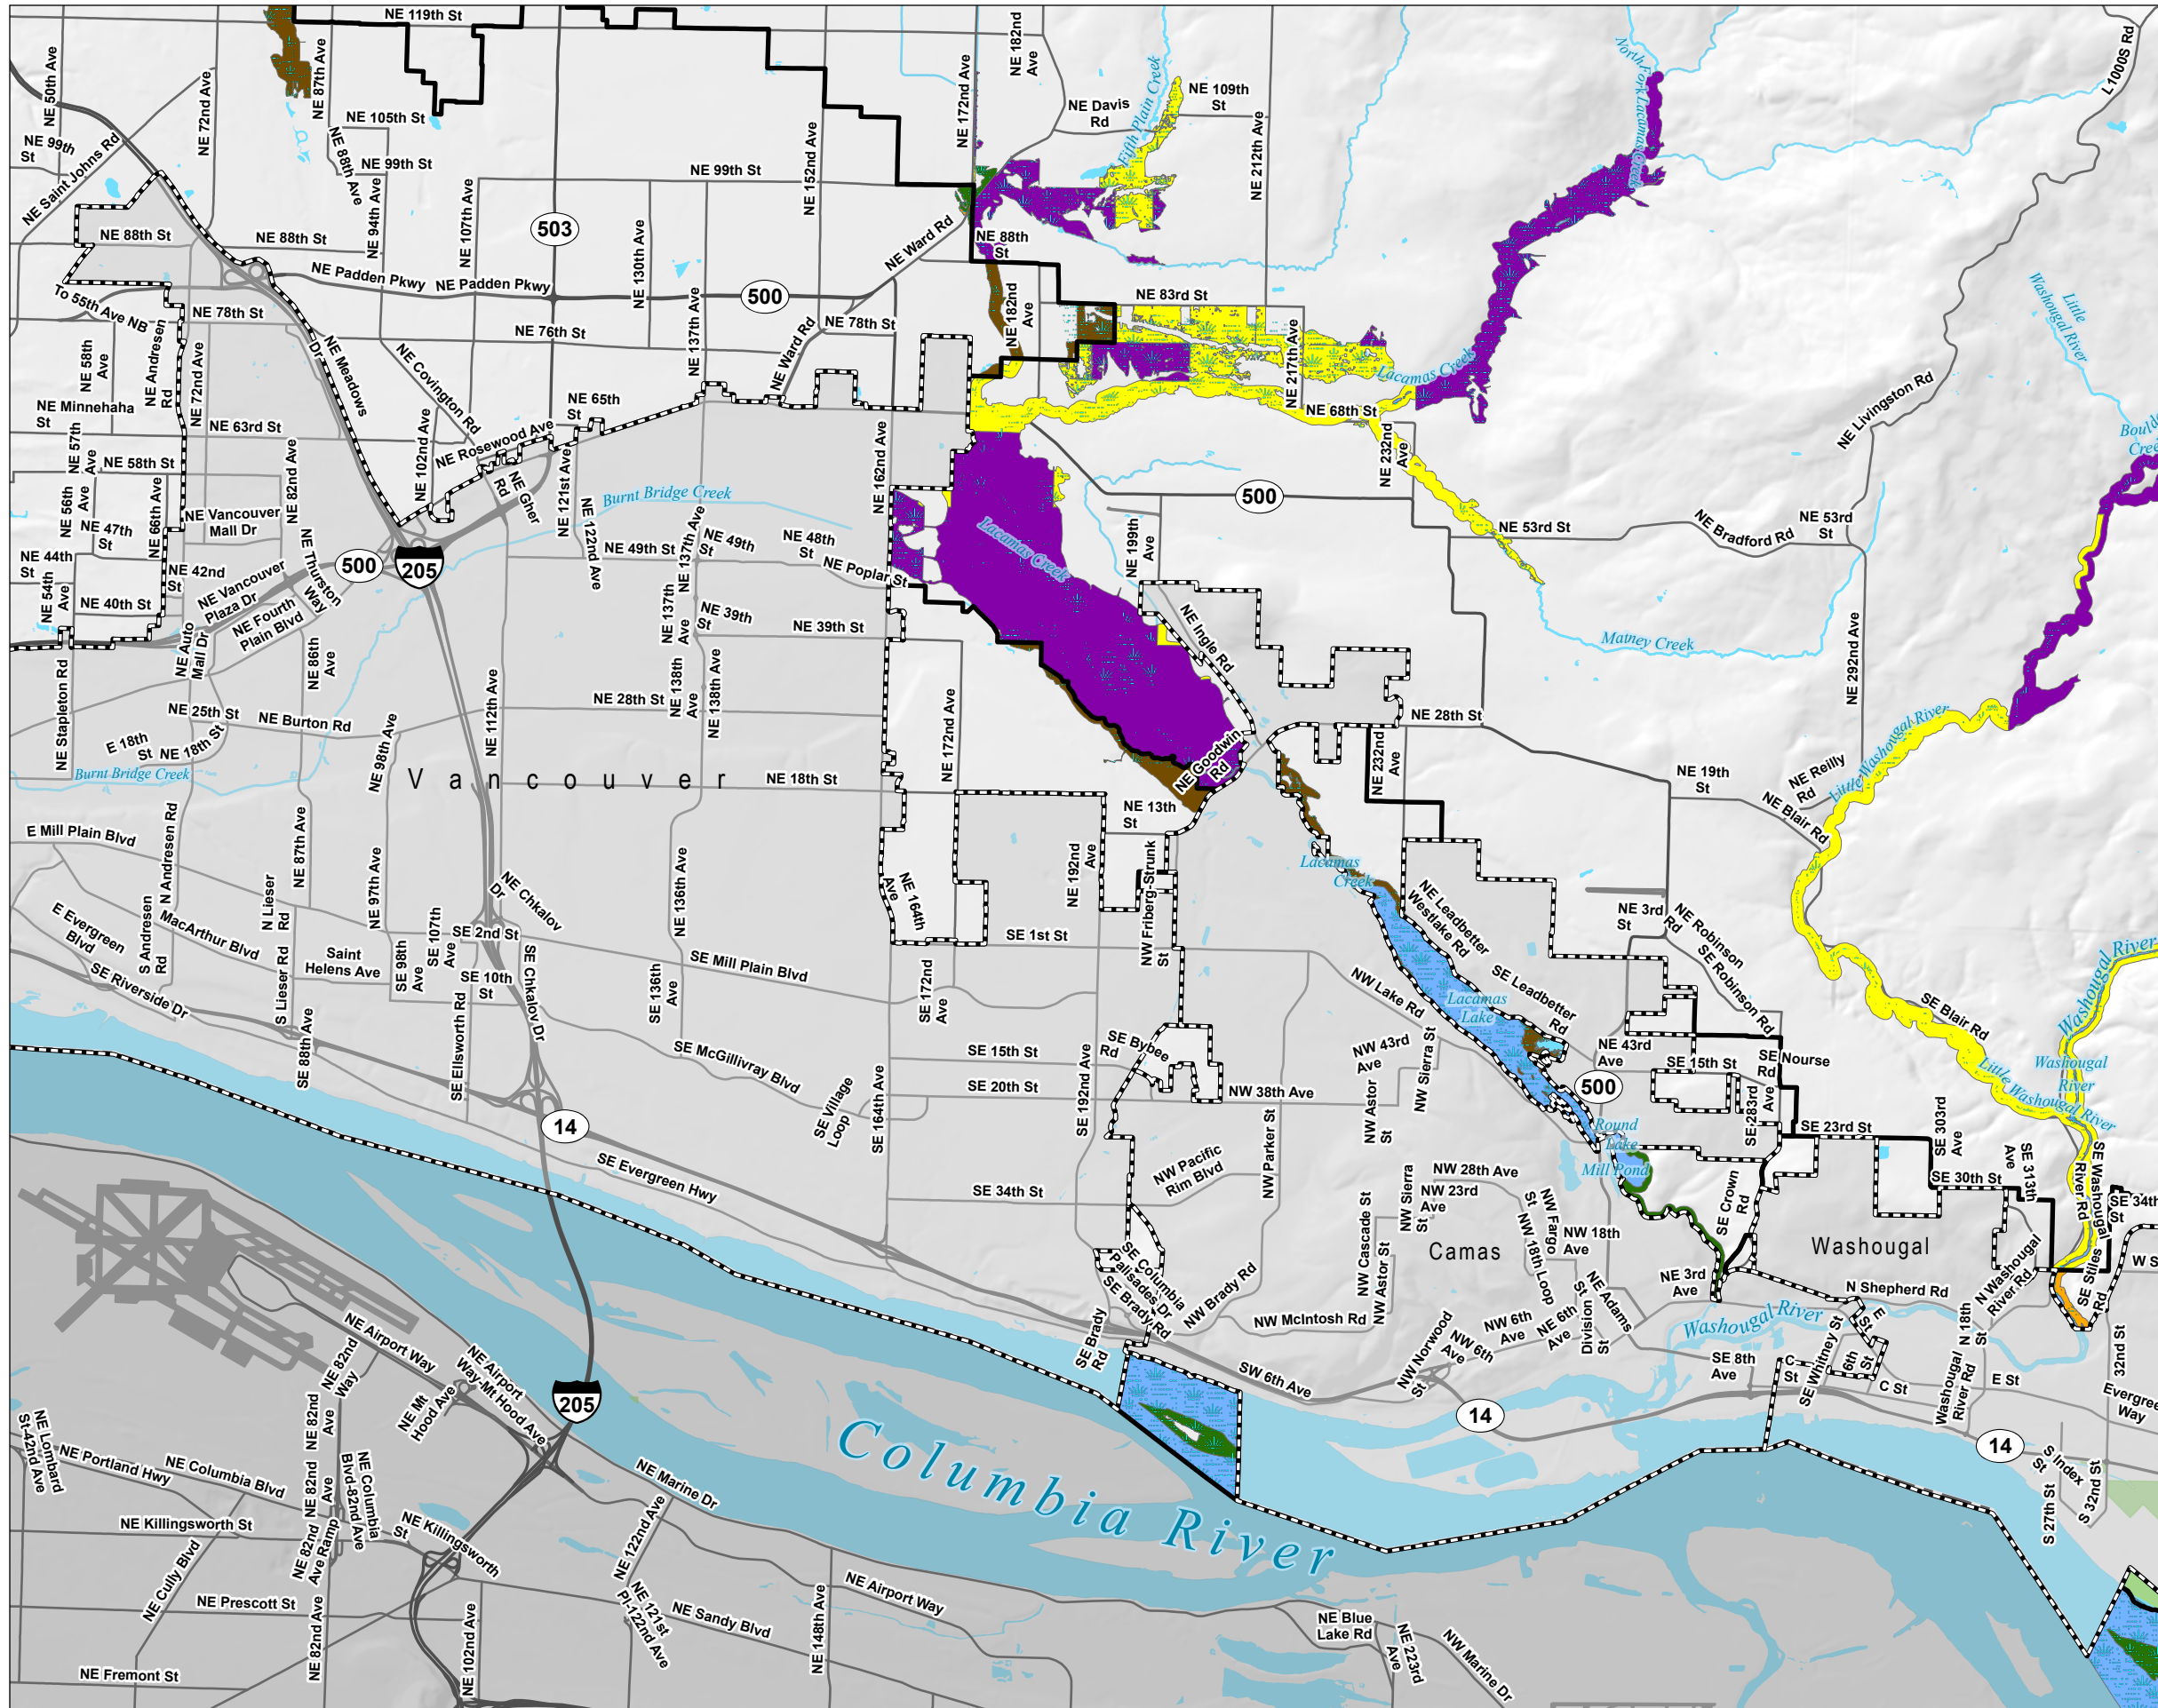 NE 119th St
NE 50th Ave
NE 72nd Ave
NE 87th Ave
NE 105th St
NE 99th
St
NE Saint Johns Rd
NE 88th Ave
NE 99th St
NE 94th Ave
NE 107th Ave
503
NE 99th St
NE 152nd Ave
NE 172nd Ave
NE 182nd
Ave
NE Davis
Rd
Fifth Plain Creek
NE 109th
St
NE 212th Ave
North Fork Lacamas Creek
L1000S Rd
NE 88th St
NE 88th St
NE Padden Pkwy
NE Padden Pkwy
NE 130th Ave
NE 137th Ave
500
NE Ward Rd
NE 88th
St
NE 182nd
Ave
NE 83rd St
To 55th Ave NB
NE 78th St
NE 76th St
NE 78th St
NE Ward Rd
NE 217th Ave
Lacamas Creek
Little
Washougal River
NE 58th
Ave
NE Andresen
Rd
NE 72nd Ave
NE Meadows
Dr
NE Covington Rd
NE Minnehaha
St
NE 63rd St
NE 102nd Ave
NE Rosewood Ave
NE 65th
St
NE 68th St
NE 232nd
Ave
NE Livingston Rd
NE 57th
Ave
NE 58th St
NE 56th
Ave
NE 66th Ave
NE 82nd Ave
NE Gher
Rd
NE 121st Ave
NE 162nd Ave
NE 47th
St
NE Vancouver
Mall Dr
Burnt Bridge Creek
NE 122nd Ave
NE 137th Ave
500
Lacamas Creek
NE 199th
Ave
NE 53rd St
NE Bradford Rd
NE 53rd
St
NE 44th
St
NE 42nd
St
500
205
NE 49th St
NE 49th
St
NE 48th
St
NE Poplar St
NE 54th
Ave
NE 40th St
NE Vancouver
Plaza Dr
NE Thurston
Way
NE Fourth
Plain Blvd
NE 137th
Ave
NE 39th
St
NE 39th St
NE Ingle Rd
Matney Creek
NE Stapleton Rd
NE Auto
Mall Dr
NE 86th
Ave
NE 112th Ave
NE 138th
Ave
NE 138th Ave
NE 172nd Ave
NE 292nd Ave
NE 25th St
NE Burton Rd
NE 28th St
NE 28th St
E 18th
St
NE 18th St
Burnt Bridge Creek
NE 98th Ave
Vancouver
NE 18th St
NE Goodwin
Rd
NE 232nd
Ave
NE 19th
St
NE Reilly
Rd
Little Washougal River
NE Blair Rd
NE 13th
St
E Mill Plain Blvd
N Andresen Rd
NE 87th Ave
NE 97th Ave
N Lieser
Rd
NE Chkalov
Dr
NE 136th Ave
NE 164th
Ave
NE 192nd
Ave
NW Friberg-Strunk
St
Lacamas
Creek
NE Leadbetter
Westlake Rd
NE 3rd
St
NE Robinson
Rd
SE Robinson Rd
E Evergreen
Blvd
MacArthur Blvd
S Andresen
Rd
SE Riverside Dr
S Lieser Rd
Saint
Helens Ave
SE 98th
Ave
SE 107th
Ave
SE 2nd St
SE 10th
St
SE Chkalov Dr
SE Ellsworth Rd
SE 88th Ave
SE 136th
Ave
SE Mill Plain Blvd
SE 1st St
SE 172nd
Ave
NW Lake Rd
Lacamas
Lake
SE Leadbetter
Rd
SE Blair Rd
Washougal River
SE McGillivray Blvd
SE Village
Loop
SE 164th Ave
SE 15th St
SE 20th St
SE 192nd Ave
SE Bybee
Rd
NW 38th Ave
NW 43rd
Ave
NW Sierra St
NW Astor
St
NE 43rd
Ave
500
SE 15th St
SE Nourse
Rd
SE 283rd
Ave
Washougal
River
Little Washougal River
14
SE Evergreen Hwy
SE 34th St
NW Pacific
Rim Blvd
NW Parker St
Round
Lake
Mill Pond
SE 23rd St
SE 303rd
Ave
SE 30th St
SE 313th
Ave
SE Washougal
River Rd
SE 34th
St
NW 28th Ave
NW 23rd
Ave
NW Sierra
St
NW Cascade St
NW Astor St
Camas
NW Fargo
St
NW 18th Loop
NW 18th
Ave
SE Crown
Rd
Washougal
SE Columbia
Palisades Dr
SE Brady Rd
NW Brady Rd
NW McIntosh Rd
SE Brady
Rd
NW Norwood
St
NW 6th
Ave
NW 6th
Ave
NE 6th
Ave
Division
St
NE Adams
NE 3rd
Ave
N Shepherd Rd
N Washougal
River Rd
SE Stiles
Rd
Washougal River
SE 8th
Ave
C
St
SE Whitney St
E
St
6th
St
C St
N 18th
St
Washougal
River Rd
E St
32nd St
SW 6th Ave
14
14
S Index
St
S 27th St
S 32nd St
NE Airport Way
NE 82nd
Way
NE Airport
Way-Mt Hood Ave
NE Mt
Hood Ave
205
NE Lombard
St-42nd Ave
NE Portland Hwy
NE Columbia Blvd
NE 82nd
Ave
NE Columbia
Blvd-82nd Ave
NE Killingsworth St
NE 82nd
Ave
NE 82nd
Ave Ramp
NE Killingsworth
St
NE Marine Dr
NE 122nd Ave
Columbia River
NE Cully Blvd
NE Prescott St
NE 82nd Ave
NE 102nd Ave
NE 121st
Pl-122nd Ave
NE Sandy Blvd
NE 148th Ave
NE Airport Way
NE Blue
Lake Rd
NE 223rd
Ave
NW Marine Dr
NE Fremont St